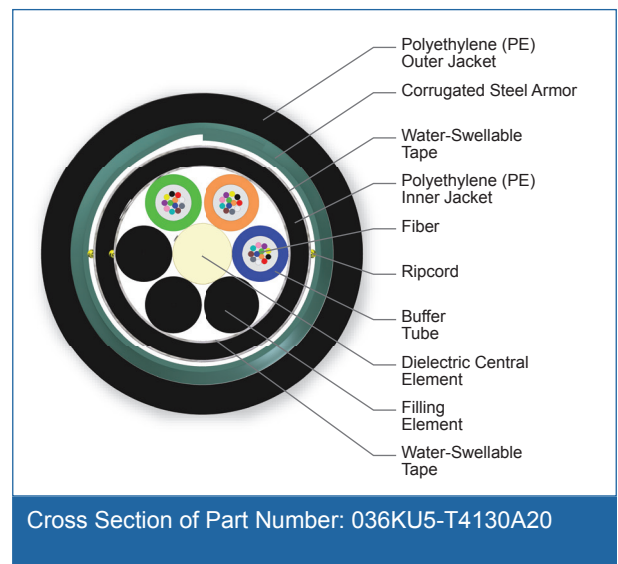 Polyethylene (PE)
Outer Jacket
Corrugated Steel Armor
Water-Swellable
Tape
Polyethylene (PE)
Inner Jacket
Fiber
Ripcord
Buffer
Tube
Dielectric Central
Element
Filling
Element
Water-Swellable
Tape
Cross Section of Part Number: 036KU5-T4130A20